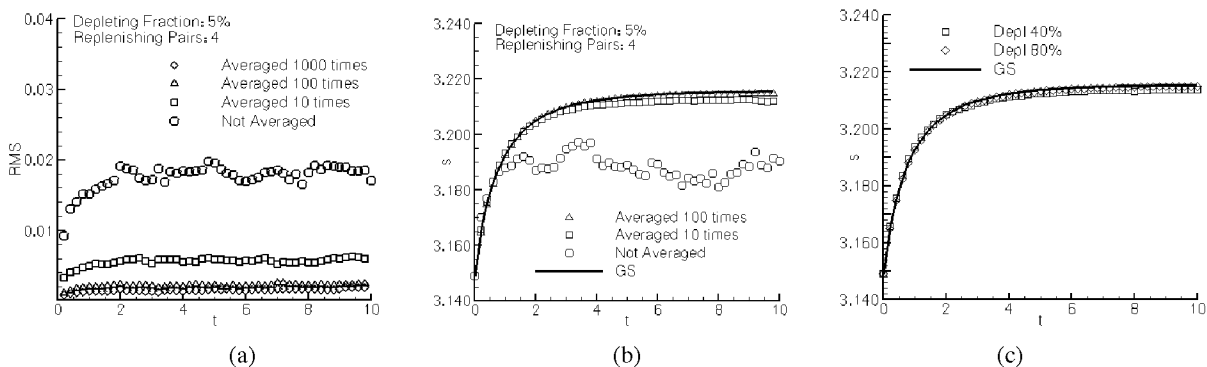 0.04
0.03
0.02
0.01
RMS
Depleting Fraction: 5%
Replenishing Pairs: 4
Averaged 1000 times
Averaged 100 times
Averaged 10 times
Not Averaged
0 2 4 6 8 10
t
(a)
3.240
3.220
3.200
3.180
3.160
3.140
s
Depleting Fraction: 5%
Replenishing Pairs: 4
Averaged 100 times
Averaged 10 times
Not Averaged
GS
0 2 4 6 8 10
t
(b)
3.240
3.220
3.200
3.180
3.160
3.140
s
Depl 40%
Depl 80%
GS
0 2 4 6 8 10
t
(c)